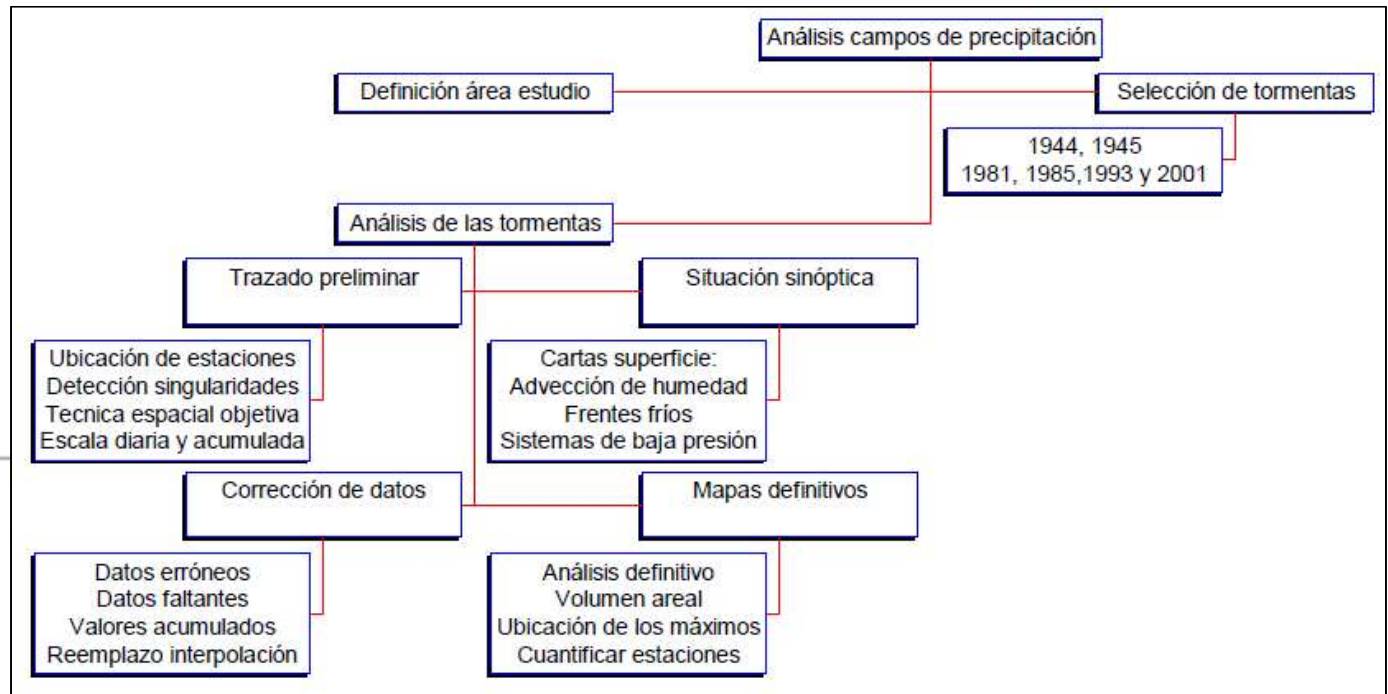 Análisis campos de precipitación
Definición área estudio
Selección de tormentas
1944, 1945
1981, 1985,1993 y 2001
Análisis de las tormentas
Trazado preliminar
Situación sinóptica
Ubicación de estaciones
Detección singularidades
Tecnica espacial objetiva
Escala diaria y acumulada
Cartas superficie:
Advección de humedad
Frentes fríos
Sistemas de baja presión
Corrección de datos
Mapas definitivos
Datos erróneos
Datos faltantes
Valores acumulados
Reemplazo interpolación
Análisis definitivo
Volumen areal
Ubicación de los máximos
Cuantificar estaciones